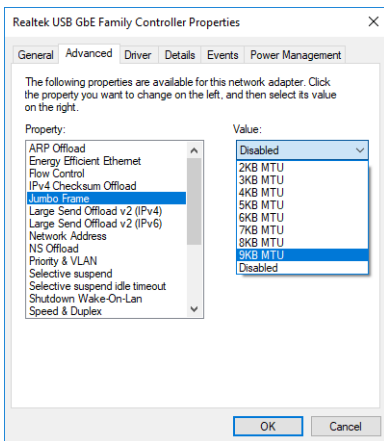 Realtek USB GbE Family Controller Properties
General Advanced Driver Details Events Power Management
The following properties are available for this network adapter. Click
the property you want to change on the left, and then select its value
on the right.
Property:
ARP Offload
Energy Efficient Ethernet
Flow Control
IPv4 Checksum Offload
Jumbo Frame
Large Send Offload v2 (IPv4)
Large Send Offload v2 (IPv6)
Network Address
NS Offload
Priority & VLAN
Selective suspend
Selective suspend idle timeout
Shutdown Wake-On-Lan
Speed & Duplex
Value:
Disabled
2KB MTU
3KB MTU
4KB MTU
5KB MTU
6KB MTU
7KB MTU
8KB MTU
9KB MTU
Disabled
OK Cancel